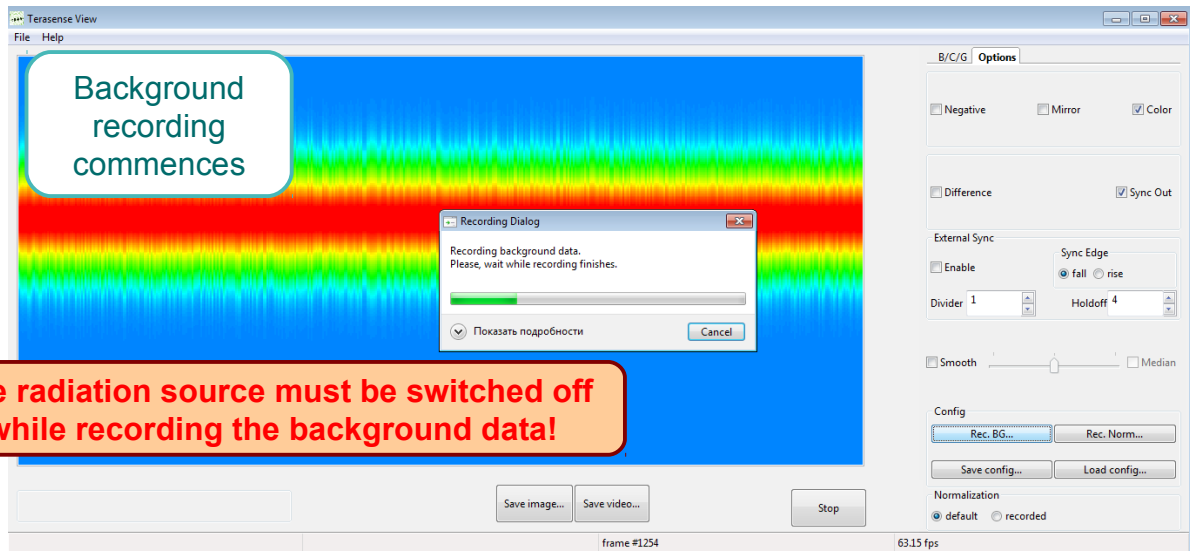 Terasense View
File Help
Background
recording
commences
B/C/G Options
Negative Mirror Color
Difference Sync Out
Recording Dialog
Recording background data.
Please, wait while recording finishes.
Показать подробности Cancel
External Sync
Enable
Sync Edge
fall rise
Divider 1 Holdoff 4
Smooth Median
e radiation source must be switched off
while recording the background data!
Config
Rec. BG... Rec. Norm...
Save config... Load config...
Normalization
default recorded
Save image... Save video... Stop
frame #1254 63.15 fps